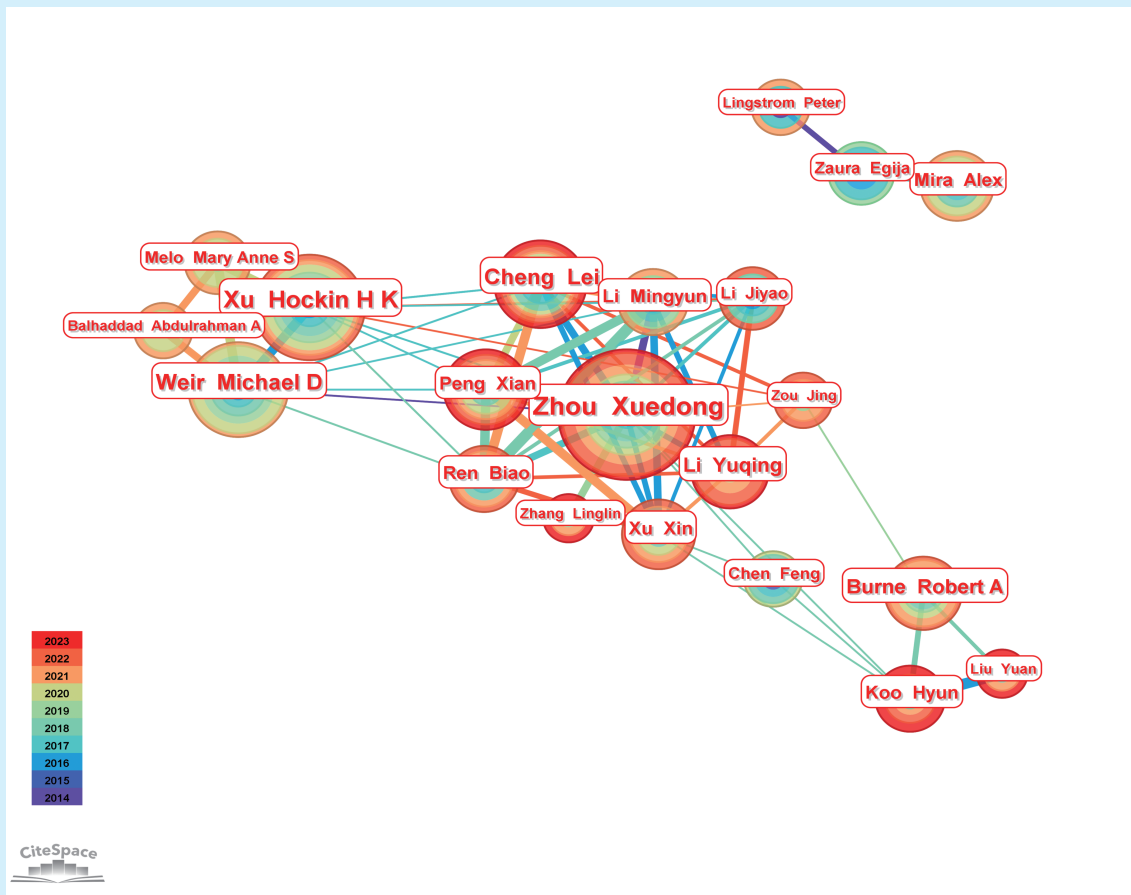 Lingstrom Peter
Zaura Egija
Mira Alex
Melo Mary Anne S
Cheng Lei
Xu Hockin H K
Li Mingyun
Li Jiyao
Balhaddad Abdulrahman A
Weir Michael D
Peng Xian
Zhou Xuedong
Zou Jing
Ren Biao
Li Yuqing
Zhang Linglin
Xu Xin
Chen Feng
Burne Robert A
Liu Yuan
Koo Hyun
2023
2022
2021
2020
2019
2018
2017
2016
2015
2014
CiteSpace